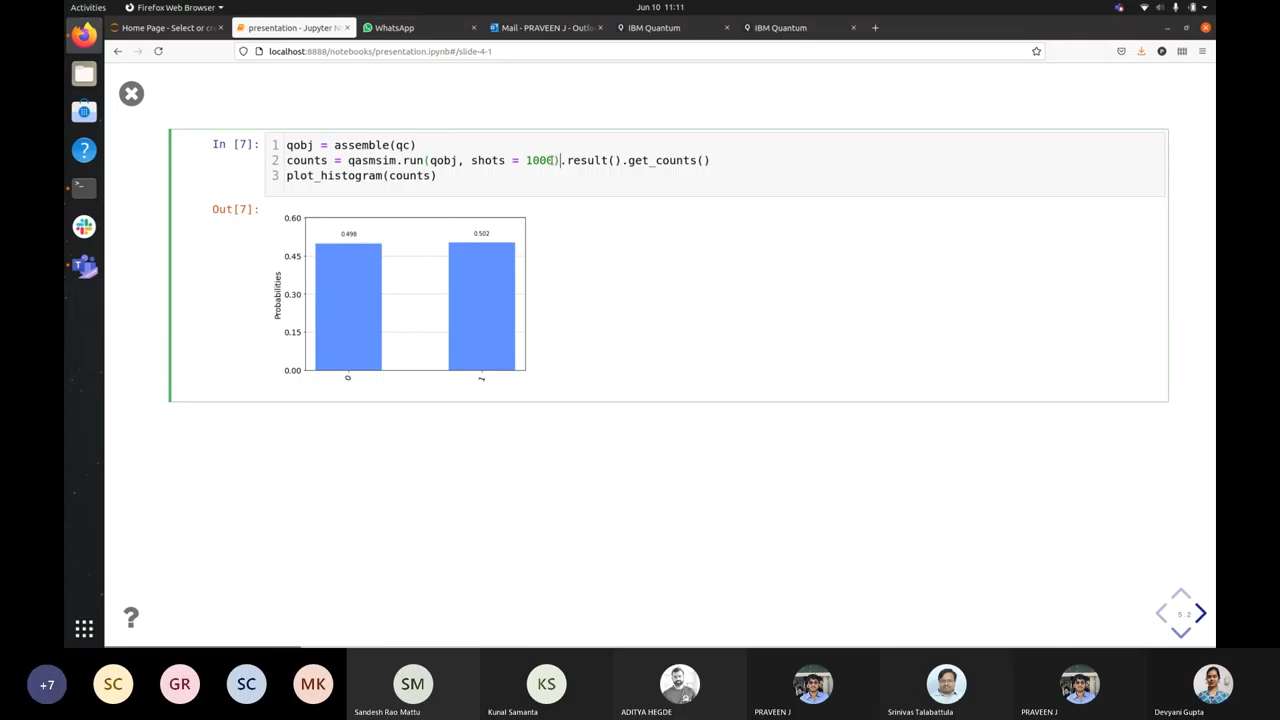 Activities
Firefox Web Browser
Jun 10 11:11
Home Page - Select or cr
presentation - Jupyter N
WhatsApp
Mail - PRAVEEN J - Outlo
IBM Quantum
IBM Quantum
localhost:8888/notebooks/presentation.ipynb#/slide-4-1
In [7]:
1 qobj = assemble(qc)
2 counts = qasmsim.run(qobj, shots = 1000).result().get_counts()
3 plot_histogram(counts)
Out[7]:
0.60
0.45
0.30
0.15
0.00
Probabilities
0.498
0.502
0
1
?
5.2
+7
SC
GR
SC
MK
SM
KS
Sandesh Rao Mattu
Kunal Samanta
ADITYA HEGDE
PRAVEEN J
Srinivas Talabattula
PRAVEEN J
Devyani Gupta